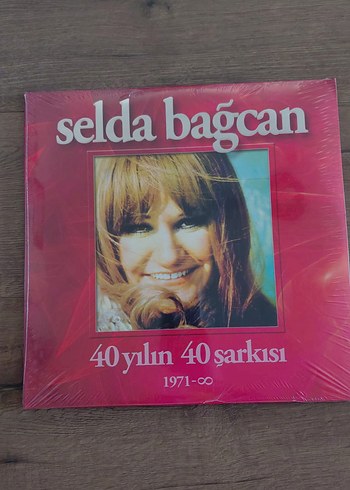 selda bağcan
40 yılın 40 şarkısı
1971-∞